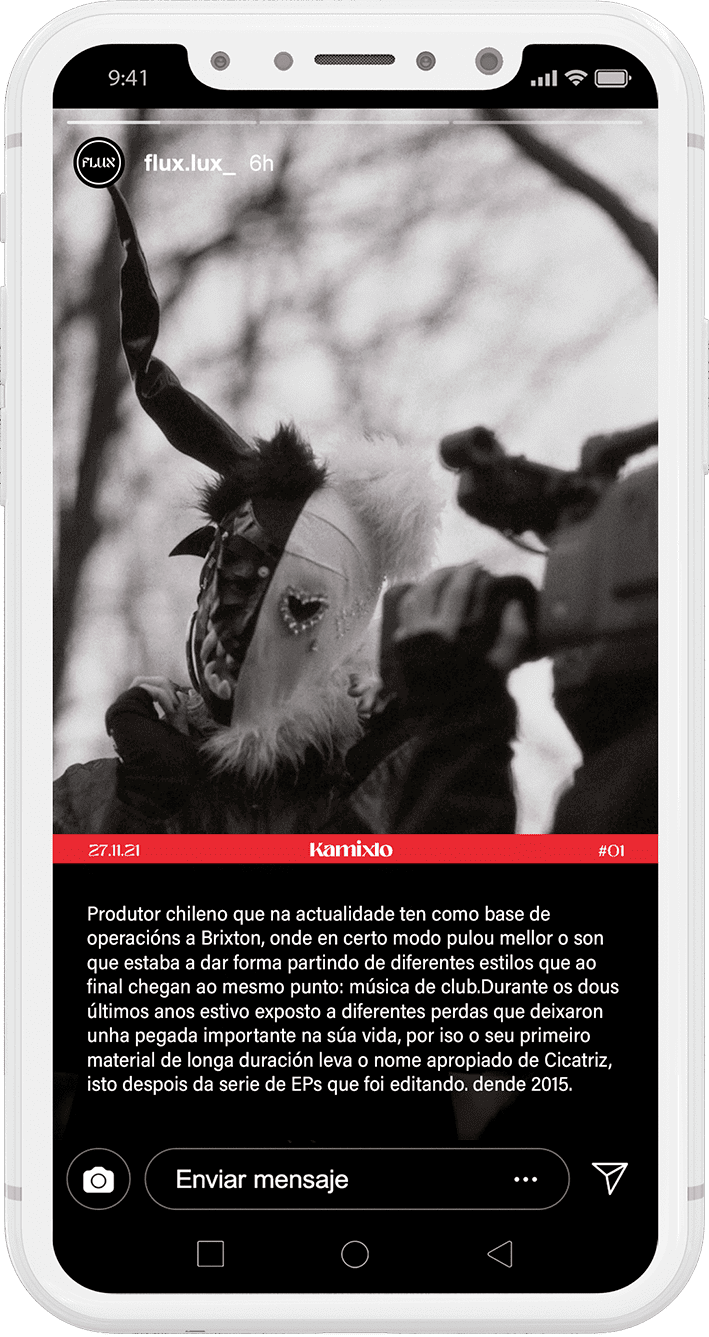 9:41
FLUX
flux.lux_ 6h
27.11.21 Kamixlo #01
Produtor chileno que na actualidade ten como base de
operacións a Brixton, onde en certo modo pulou mellor o son
que estaba a dar forma partindo de diferentes estilos que ao
final chegan ao mesmo punto: música de club.Durante os dous
últimos anos estivo exposto a diferentes perdas que deixaron
unha pegada importante na súa vida, por iso o seu primeiro
material de longa duración leva o nome apropiado de Cicatriz,
isto despois da serie de EPs que foi editando. dende 2015.
Enviar mensaje